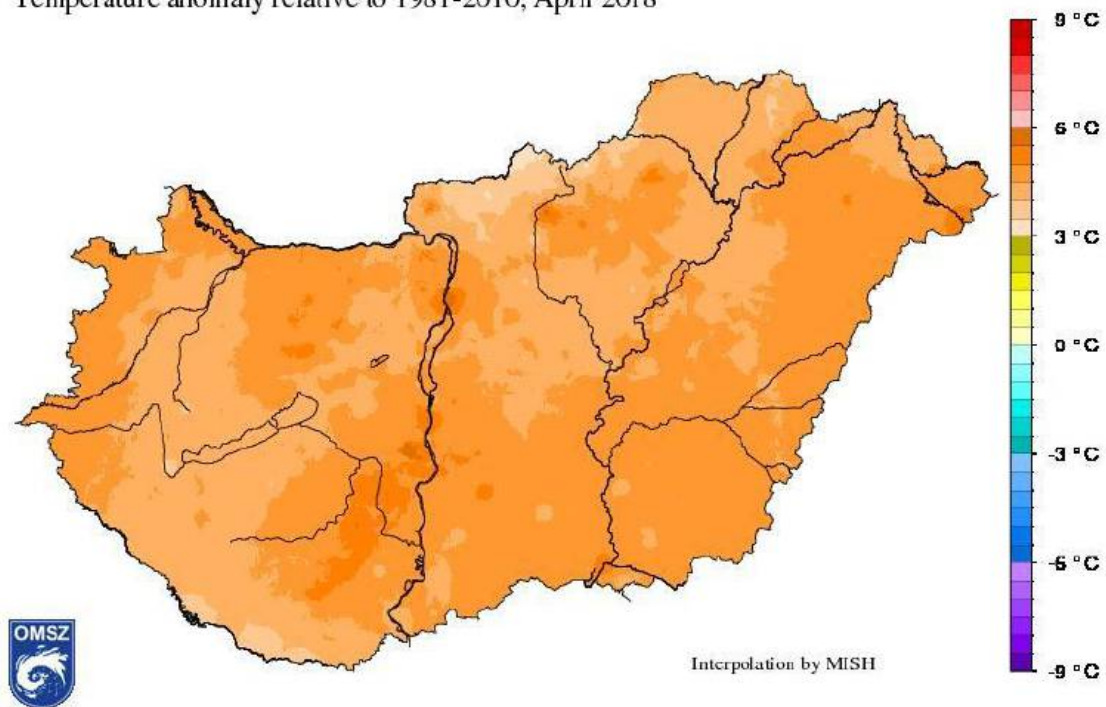 Temperature anomaly relative to 1981-2010, April 2018
9 °C
6 °C
3 °C
0 °C
-3 °C
-6 °C
-9 °C
OMSZ
Interpolation by MISH